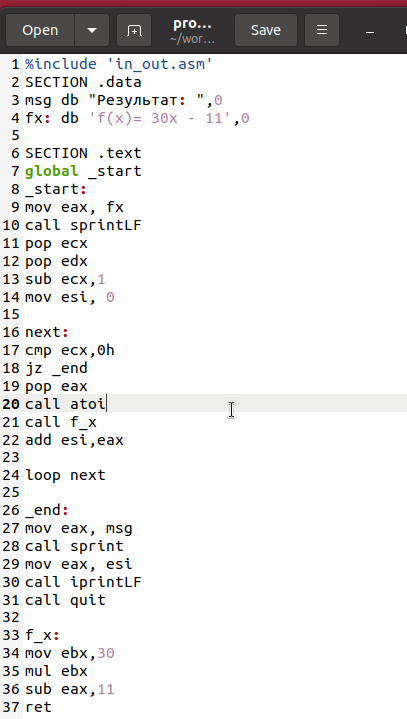 Open
pro...
~/wor...
Save
1 %include 'in_out.asm'
2 SECTION .data
3 msg db "Результат: ",0
4 fx: db 'f(x)= 30x - 11',0
5
6 SECTION .text
7 global _start
8 _start:
9 mov eax, fx
10 call sprintLF
11 pop ecx
12 pop edx
13 sub ecx,1
14 mov esi, 0
15
16 next:
17 cmp ecx,0h
18 jz _end
19 pop eax
20 call atoi
21 call f_x
22 add esi,eax
23
24 loop next
25
26 _end:
27 mov eax, msg
28 call sprint
29 mov eax, esi
30 call iprintLF
31 call quit
32
33 f_x:
34 mov ebx,30
35 mul ebx
36 sub eax,11
37 ret